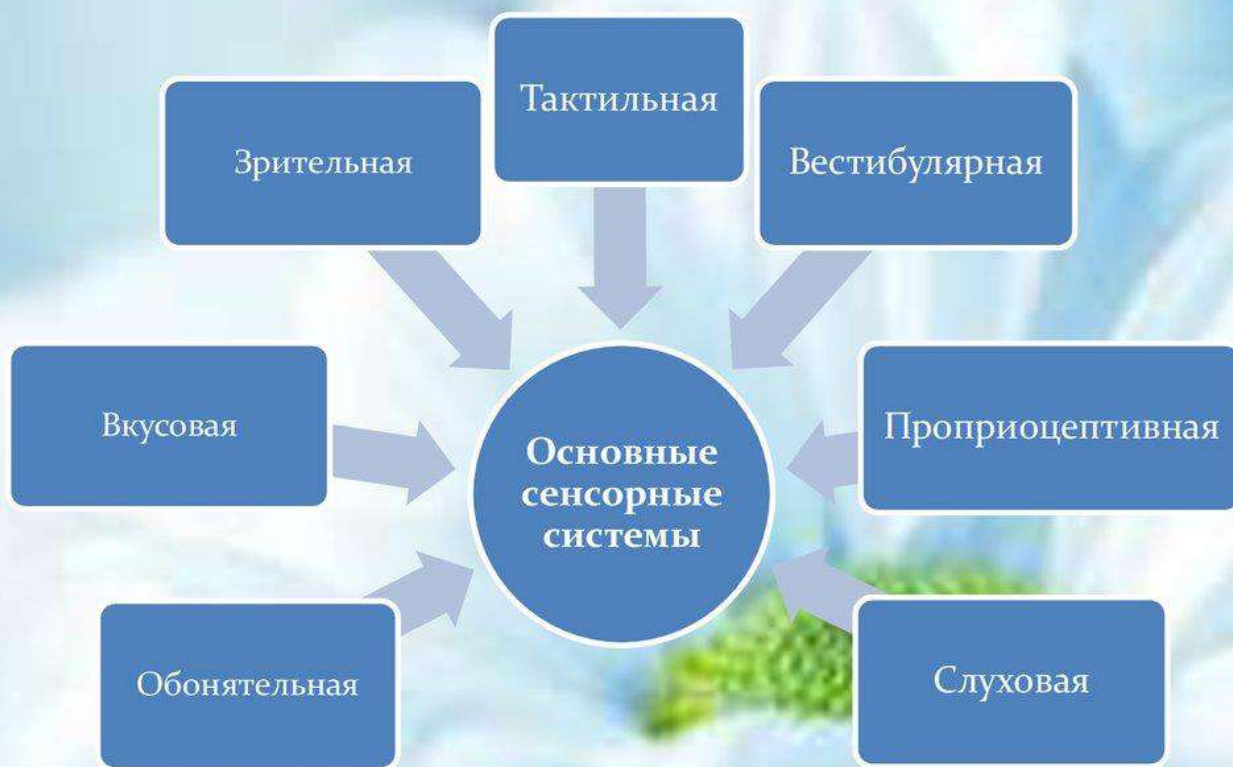 Тактильная
Зрительная
Вестибулярная
Вкусовая
Проприоцептивная
Основные
сенсорные
системы
Обонятельная
Слуховая